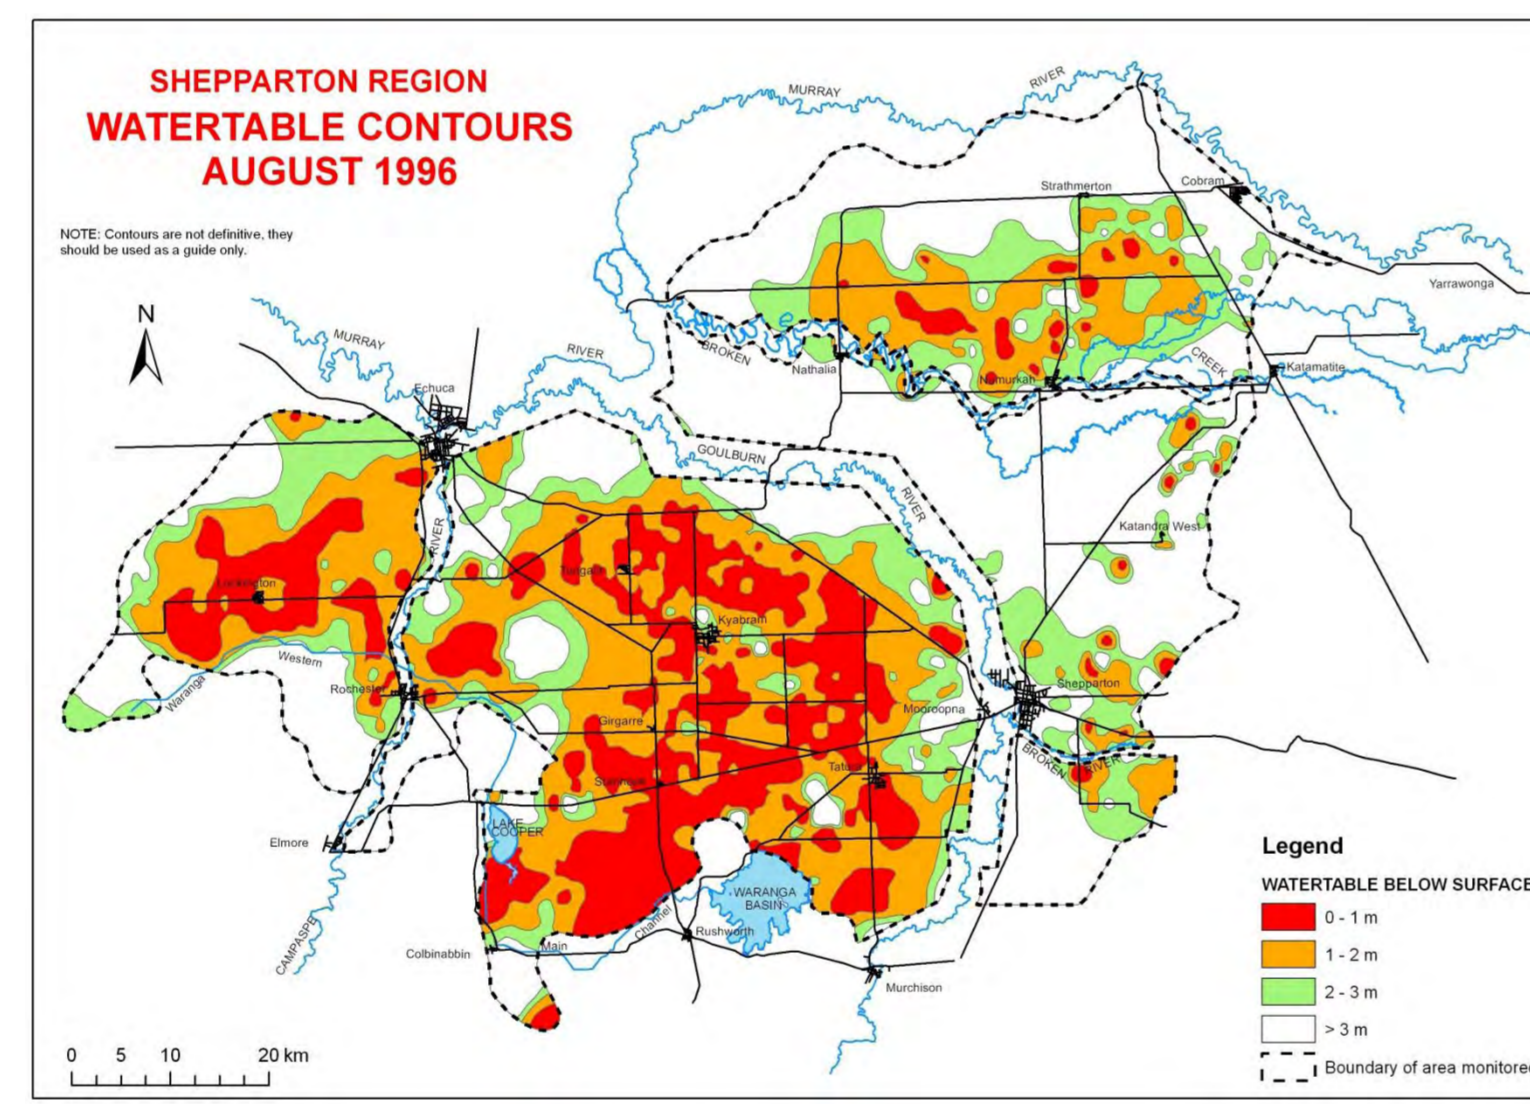 SHEPPARTON REGION
WATERTABLE CONTOURS
AUGUST 1996
NOTE: Contours are not definitive, they
should be used as a guide only.
N
MURRAY
RIVER
Strathmerton
Cobram
Yarrawonga
MURRAY
RIVER
BROKEN
Nathalia
Numurkah
CREEK
Katamatite
Echuca
GOULBURN
RIVER
Katandra West
RIVER
Lockington
Tongala
Kyabram
Western
Waranga
Rochester
Girgarre
Mooroopna
Shepparton
Stanhope
Tatura
BROKEN
RIVER
LAKE
COOPER
Elmore
WARANGA
BASIN
Channel
Rushworth
CAMPASPE
Colbinabbin
Main
Murchison
0 5 10 20 km
Legend
WATERTABLE BELOW SURFACE
0 - 1 m
1 - 2 m
2 - 3 m
> 3 m
Boundary of area monitore